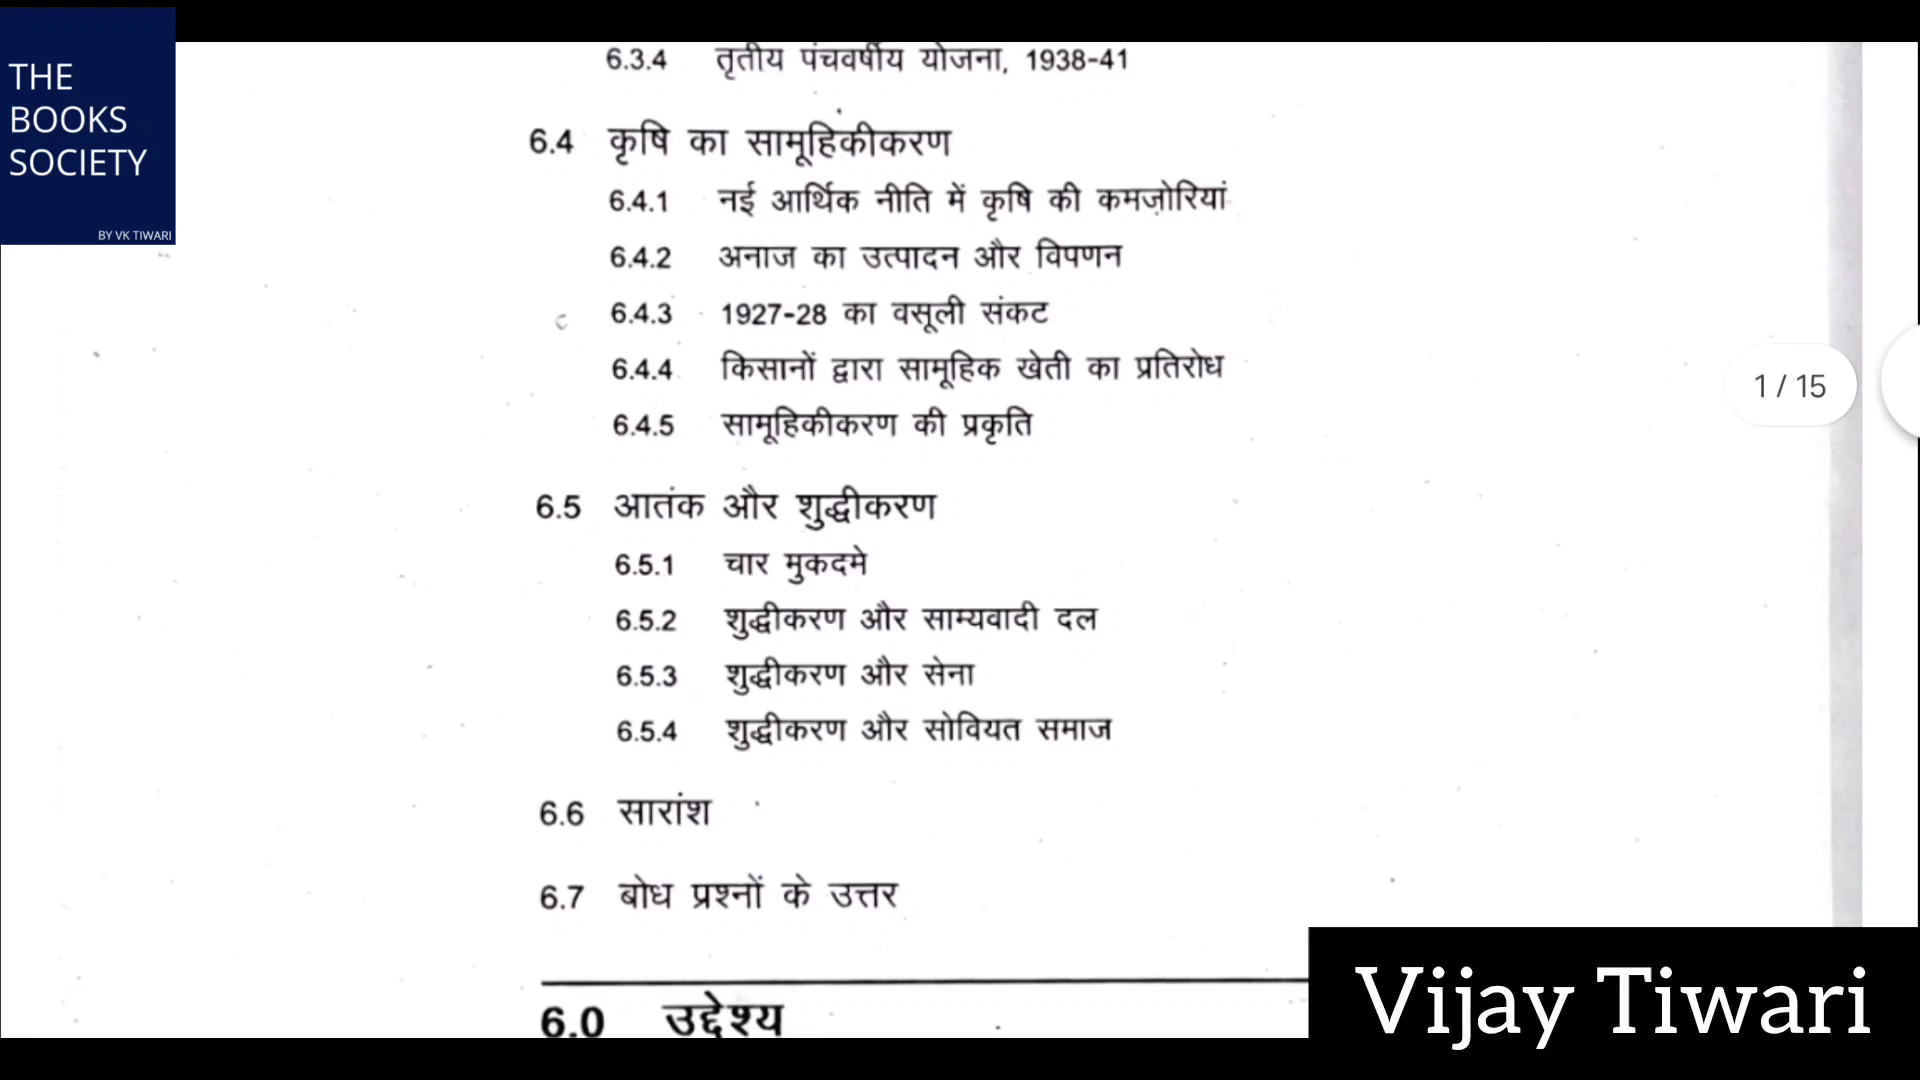 THE
BOOKS
SOCIETY
BY VK TIWARI
6.3.4 तृतीय पंचवर्षीय योजना, 1938-41
6.4 कृषि का सामूहिकीकरण
6.4.1 नई आर्थिक नीति में कृषि की कमज़ोरियां
6.4.2 अनाज का उत्पादन और विपणन
6.4.3 1927-28 का वसूली संकट
6.4.4 किसानों द्वारा सामूहिक खेती का प्रतिरोध
6.4.5 सामूहिकीकरण की प्रकृति
1 / 15
6.5 आतंक और शुद्धीकरण
6.5.1 चार मुकदमे
6.5.2 शुद्धीकरण और साम्यवादी दल
6.5.3 शुद्धीकरण और सेना
6.5.4 शुद्धीकरण और सोवियत समाज
6.6 सारांश
6.7 बोध प्रश्नों के उत्तर
6.0 उद्देश्य
Vijay Tiwari